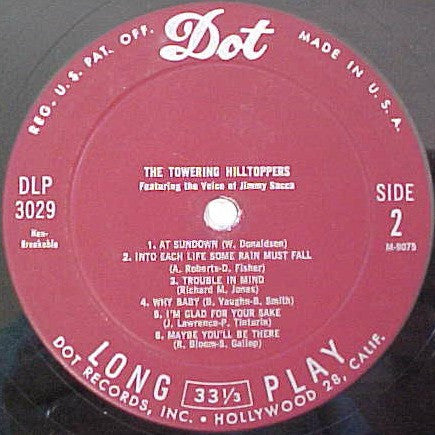 REG. U.S. PAT. OFF.
Dot
MADE IN U.S.A.
THE TOWERING HILLTOPPERS
Featuring the Voice of Jimmy Sacca
DLP
3029
Non-
Breakable
SIDE
2
M-9075
1. AT SUNDOWN (W. Donaldson)
2. INTO EACH LIFE SOME RAIN MUST FALL
(A. Roberts-D. Fisher)
3. TROUBLE IN MIND
(Richard M. Jones)
4. WHY BABY (B. Vaughn-B. Smith)
5. I'M GLAD FOR YOUR SAKE
(J. Lawrence-P. Tinturin)
6. MAYBE YOU'LL BE THERE
(R. Bloom-S. Gallop)
LONG 33 1/3 PLAY
DOT RECORDS, INC. • HOLLYWOOD 28, CALIF.